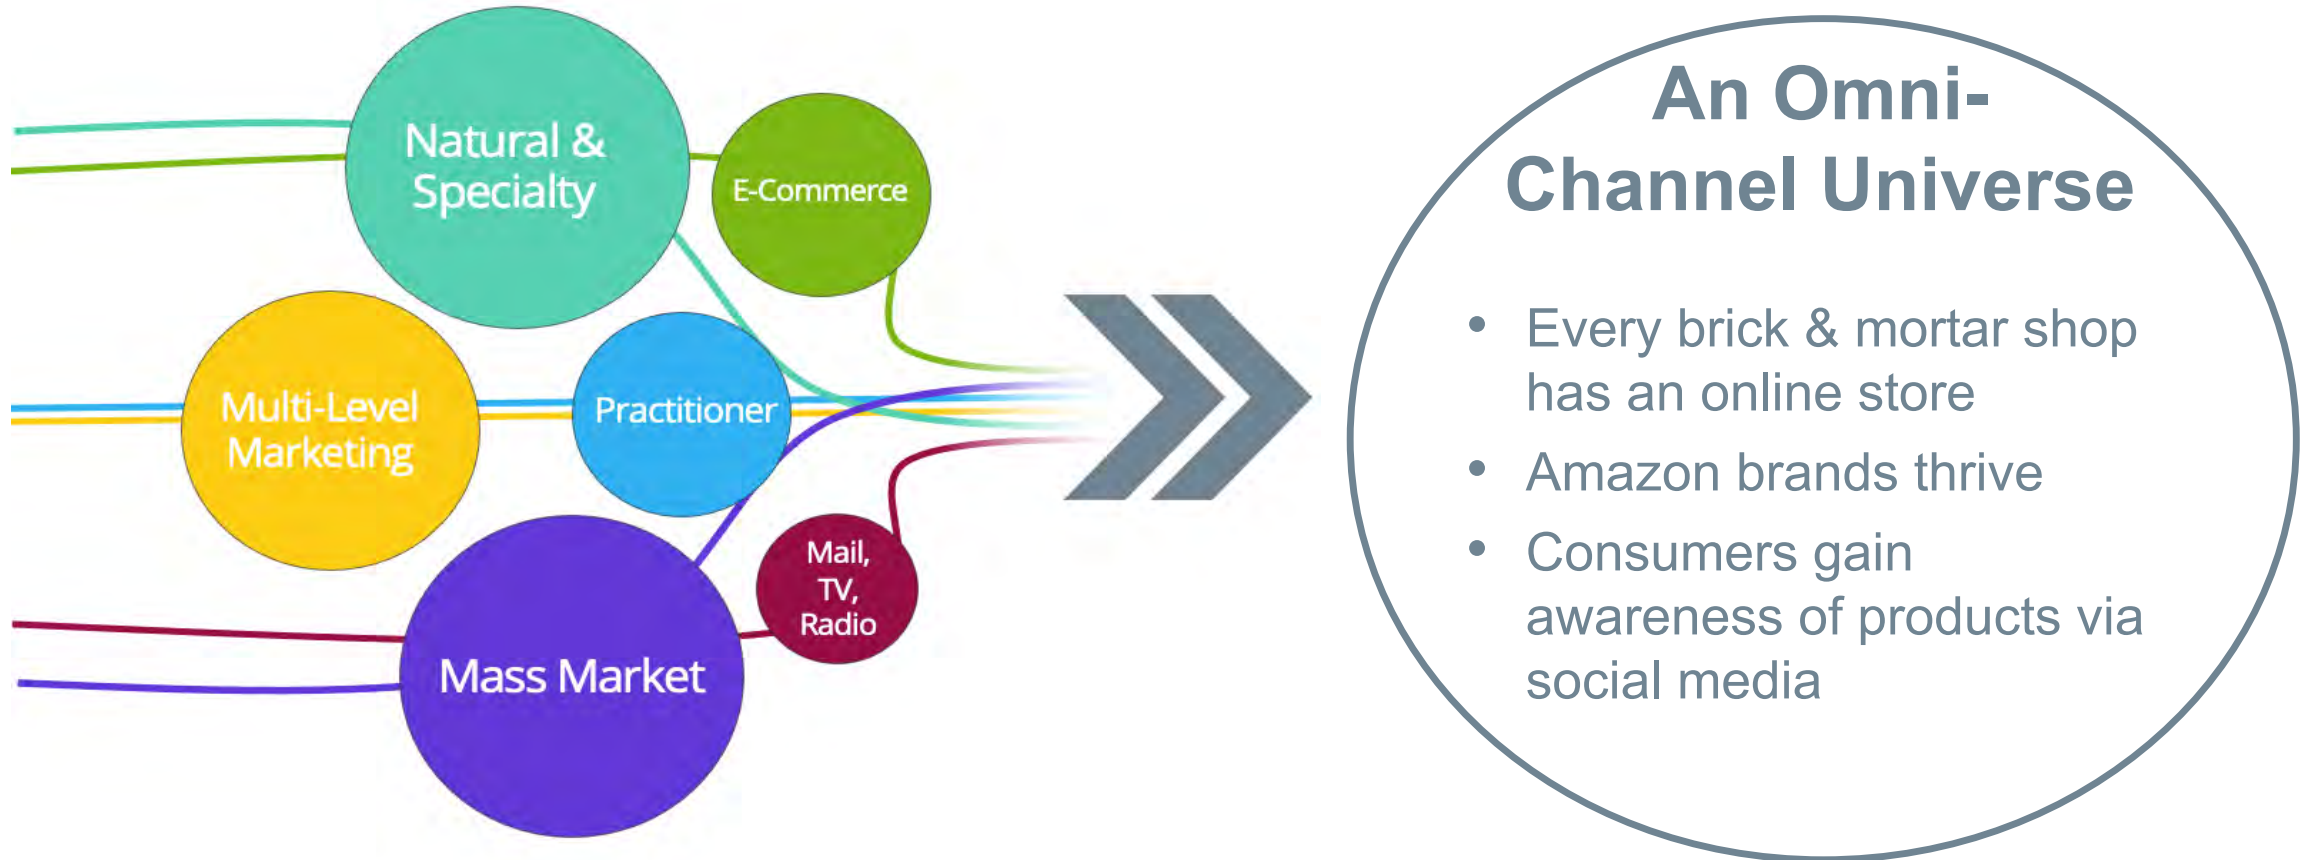 Natural &
Specialty
E-Commerce
Multi-Level
Marketing
Practitioner
Mass Market
Mail,
TV,
Radio
An Omni-
Channel Universe
• Every brick & mortar shop
has an online store
• Amazon brands thrive
• Consumers gain
awareness of products via
social media